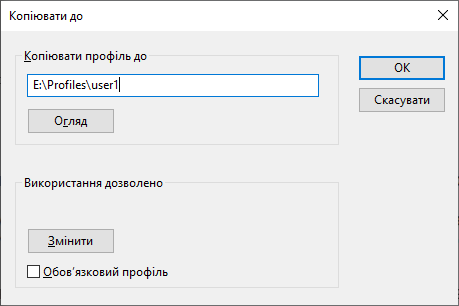 Копіювати до
Копіювати профіль до
E:\Profiles\user1
Огляд
OK
Скасувати
Використання дозволено
Змінити
Обов'язковий профіль